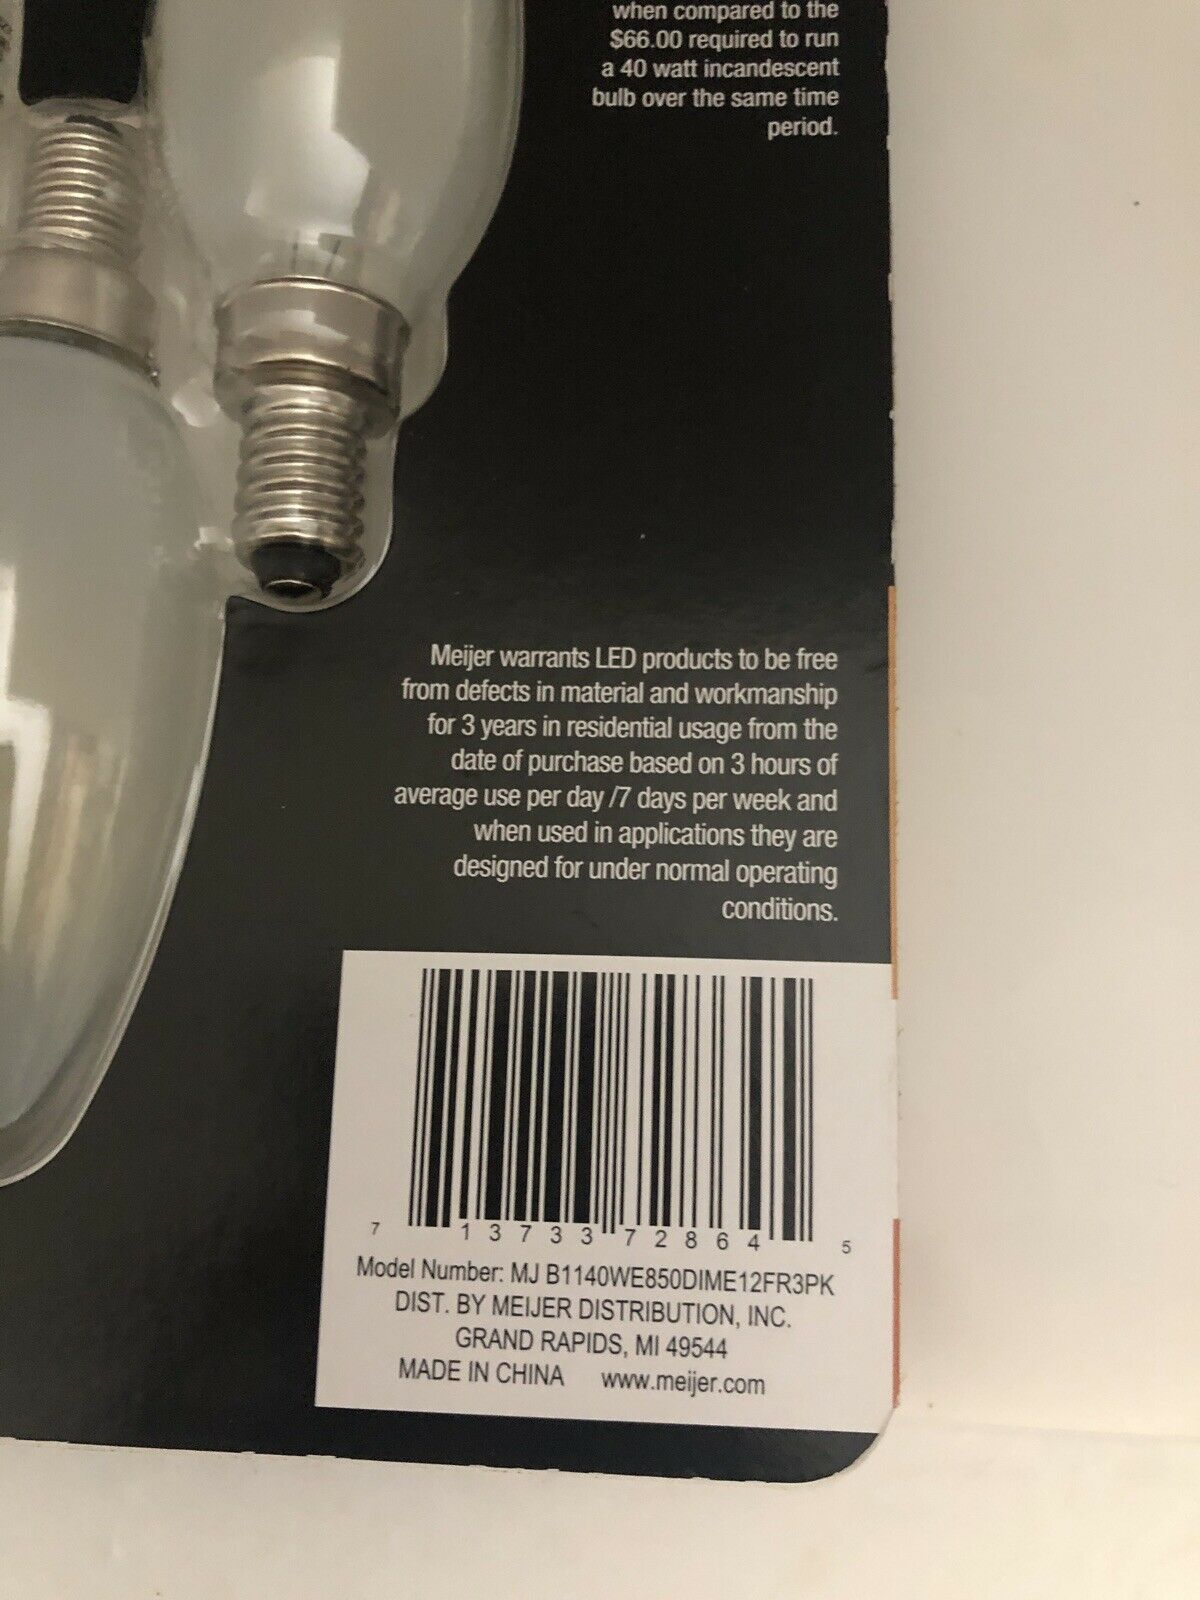 when compared to the
$66.00 required to run
a 40 watt incandescent
bulb over the same time
period.
Meijer warrants LED products to be free
from defects in material and workmanship
for 3 years in residential usage from the
date of purchase based on 3 hours of
average use per day /7 days per week and
when used in applications they are
designed for under normal operating
conditions.
7 13733 72864 5
Model Number: MJ B1140WE850DIME12FR3PK
DIST. BY MEIJER DISTRIBUTION, INC.
GRAND RAPIDS, MI 49544
MADE IN CHINA www.meijer.com